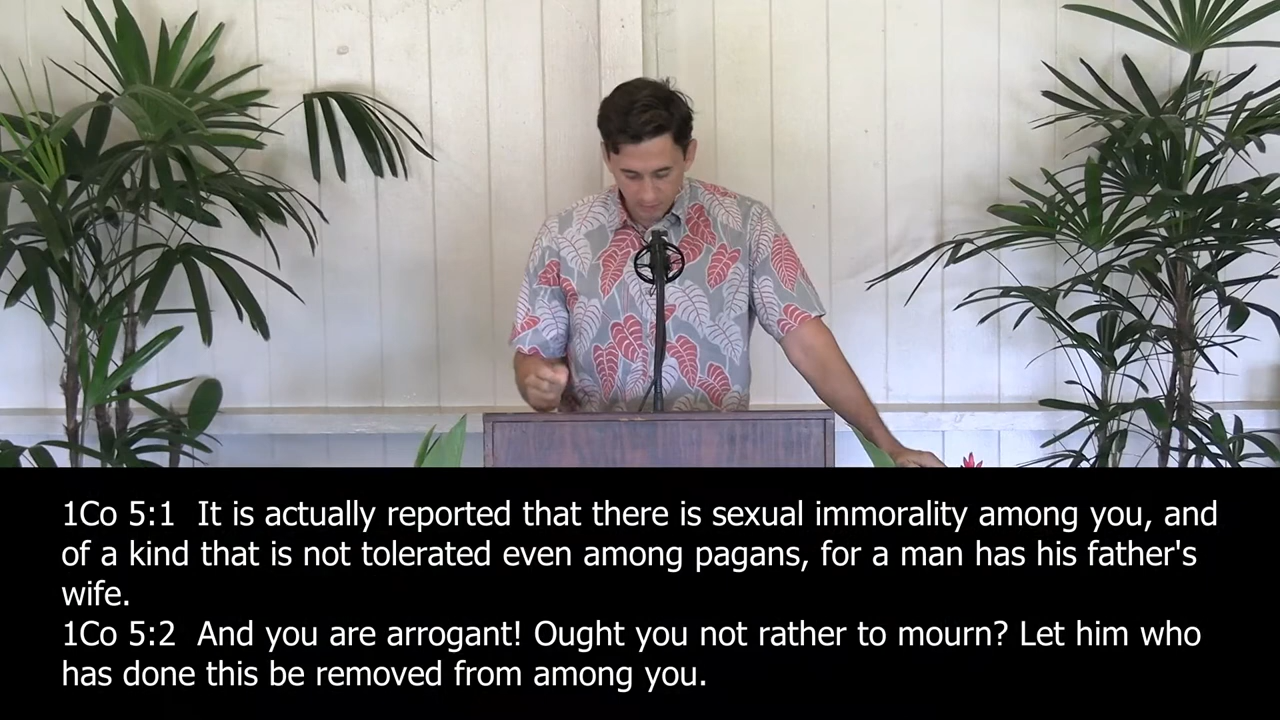 1Co 5:1  It is actually reported that there is sexual immorality among you, and
of a kind that is not tolerated even among pagans, for a man has his father's
wife.
1Co 5:2  And you are arrogant! Ought you not rather to mourn? Let him who
has done this be removed from among you.